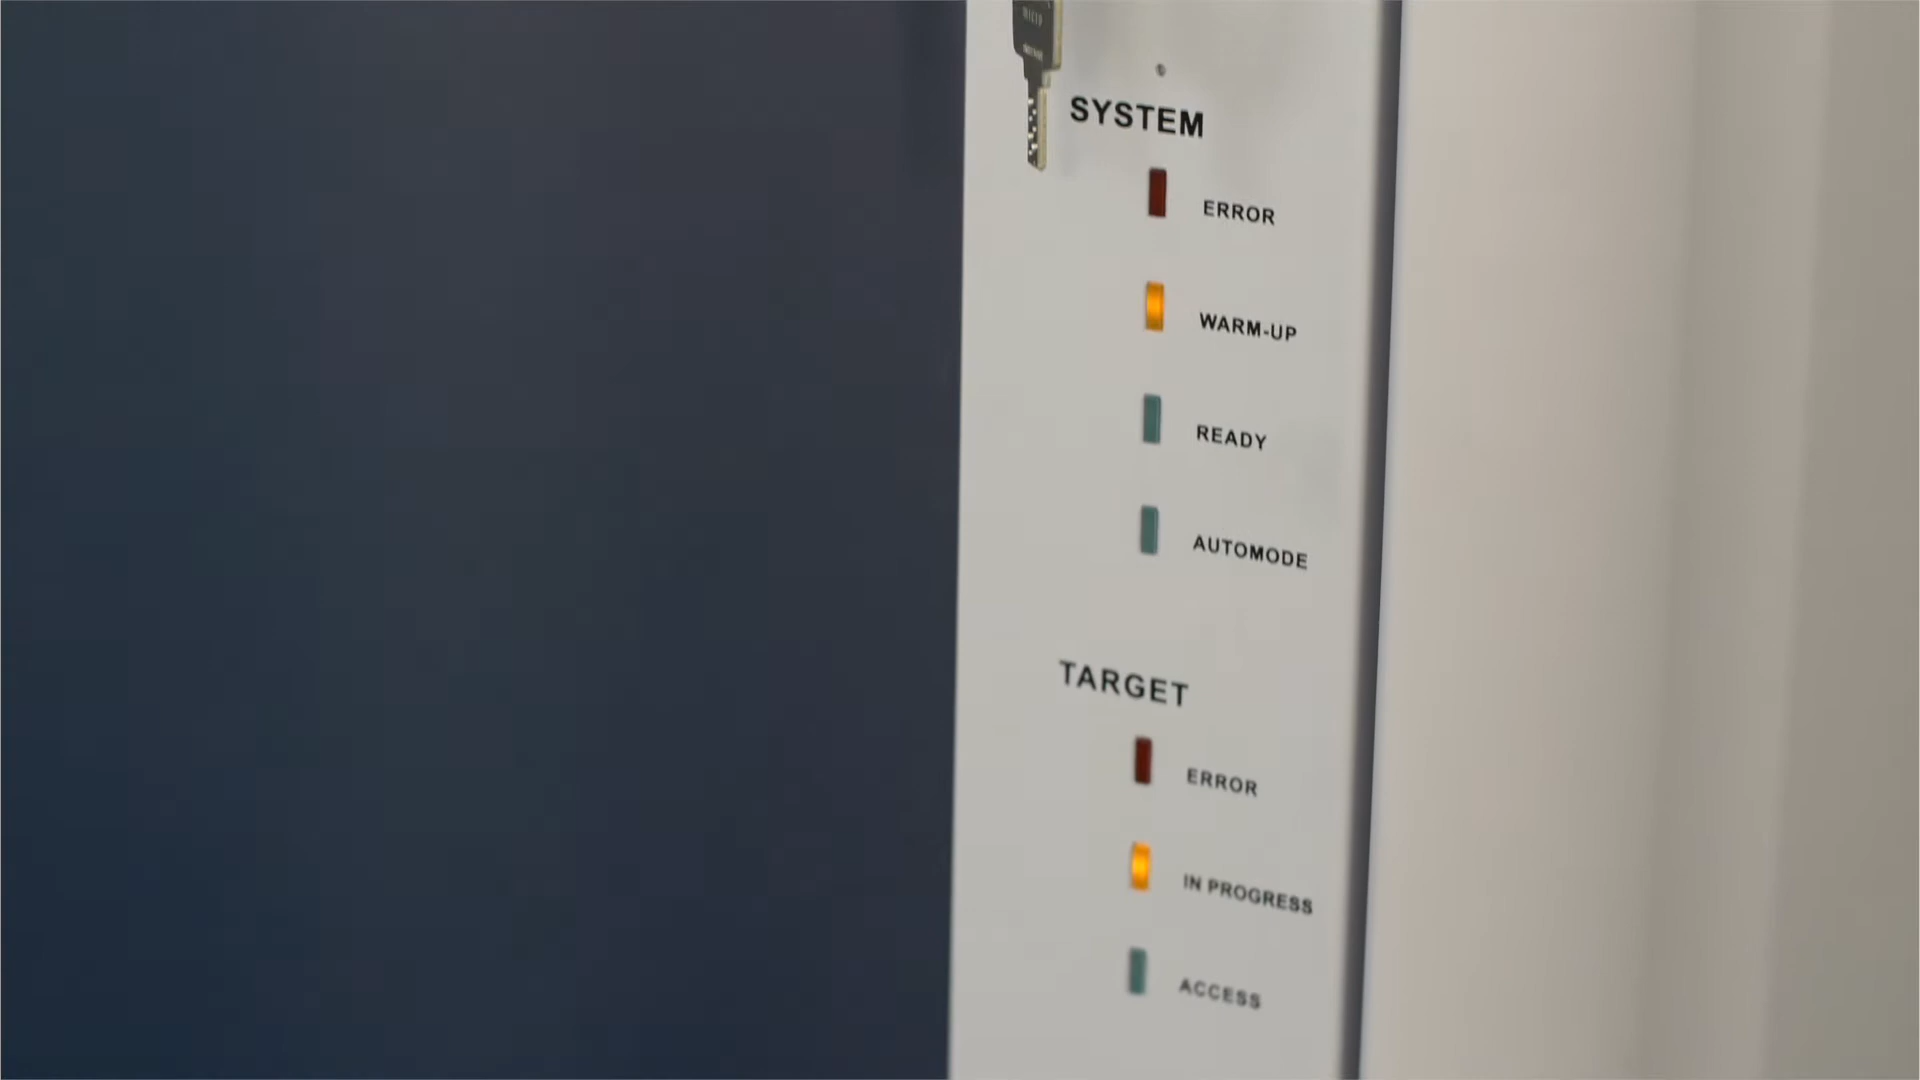 SYSTEM
ERROR
WARM-UP
READY
AUTOMODE
TARGET
ERROR
IN PROGRESS
ACCESS